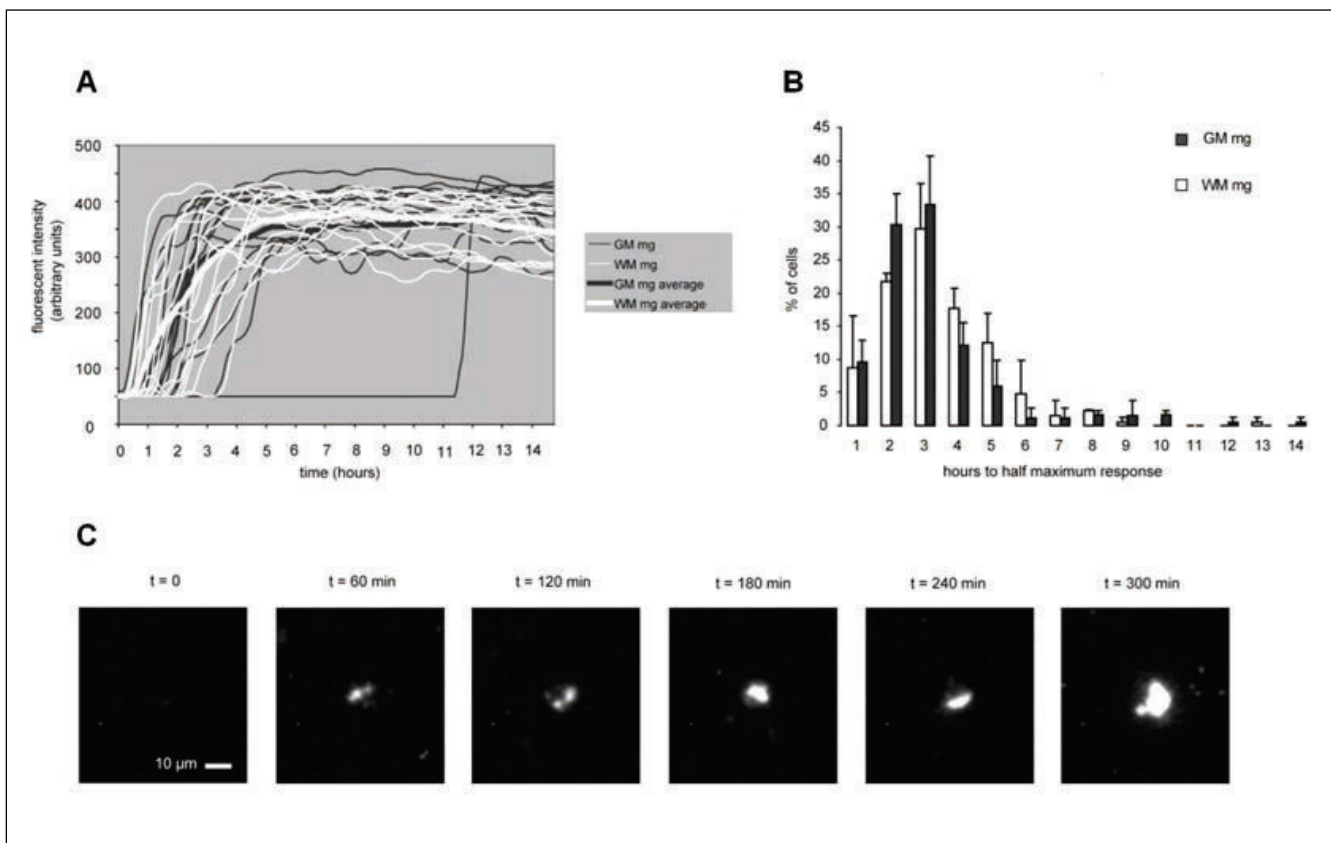 A
500
400
300
200
100
0
fluorescent intensity
(arbitrary units)
0 1 2 3 4 5 6 7 8 9 10 11 12 13 14
time (hours)
GM mg
WM mg
GM mg average
WM mg average
B
45
40
35
30
25
20
15
10
5
0
% of cells
GM mg
WM mg
1 2 3 4 5 6 7 8 9 10 11 12 13 14
hours to half maximum response
C
t = 0 t = 60 min t = 120 min t = 180 min t = 240 min t = 300 min
10 µm